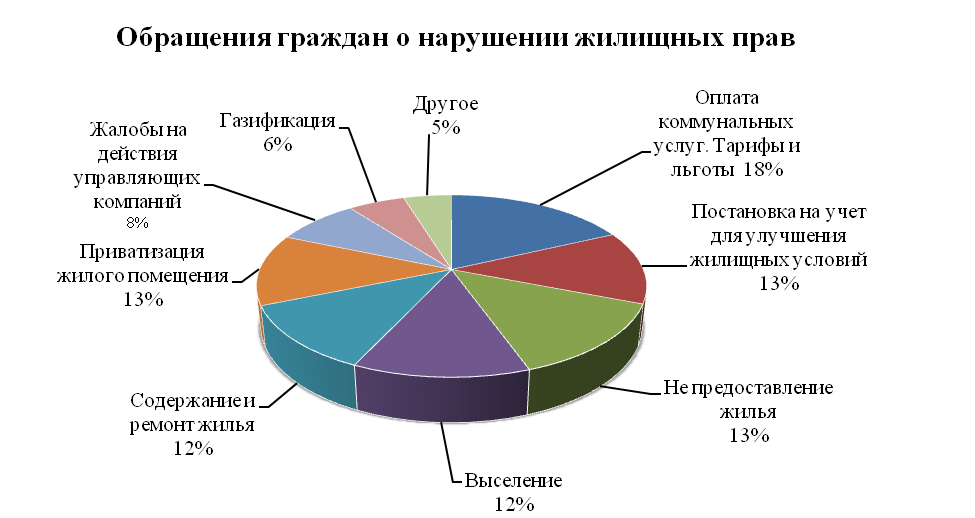 Обращения граждан о нарушении жилищных прав
Другое
5%
Оплата
коммунальных
услуг. Тарифы и
льготы 18%
Газификация
6%
Жалобы на
действия
управляющих
компаний
8%
Постановка на учет
для улучшения
жилищных условий
13%
Приватизация
жилого помещения
13%
Не предоставление
жилья
13%
Содержание и
ремонт жилья
12%
Выселение
12%